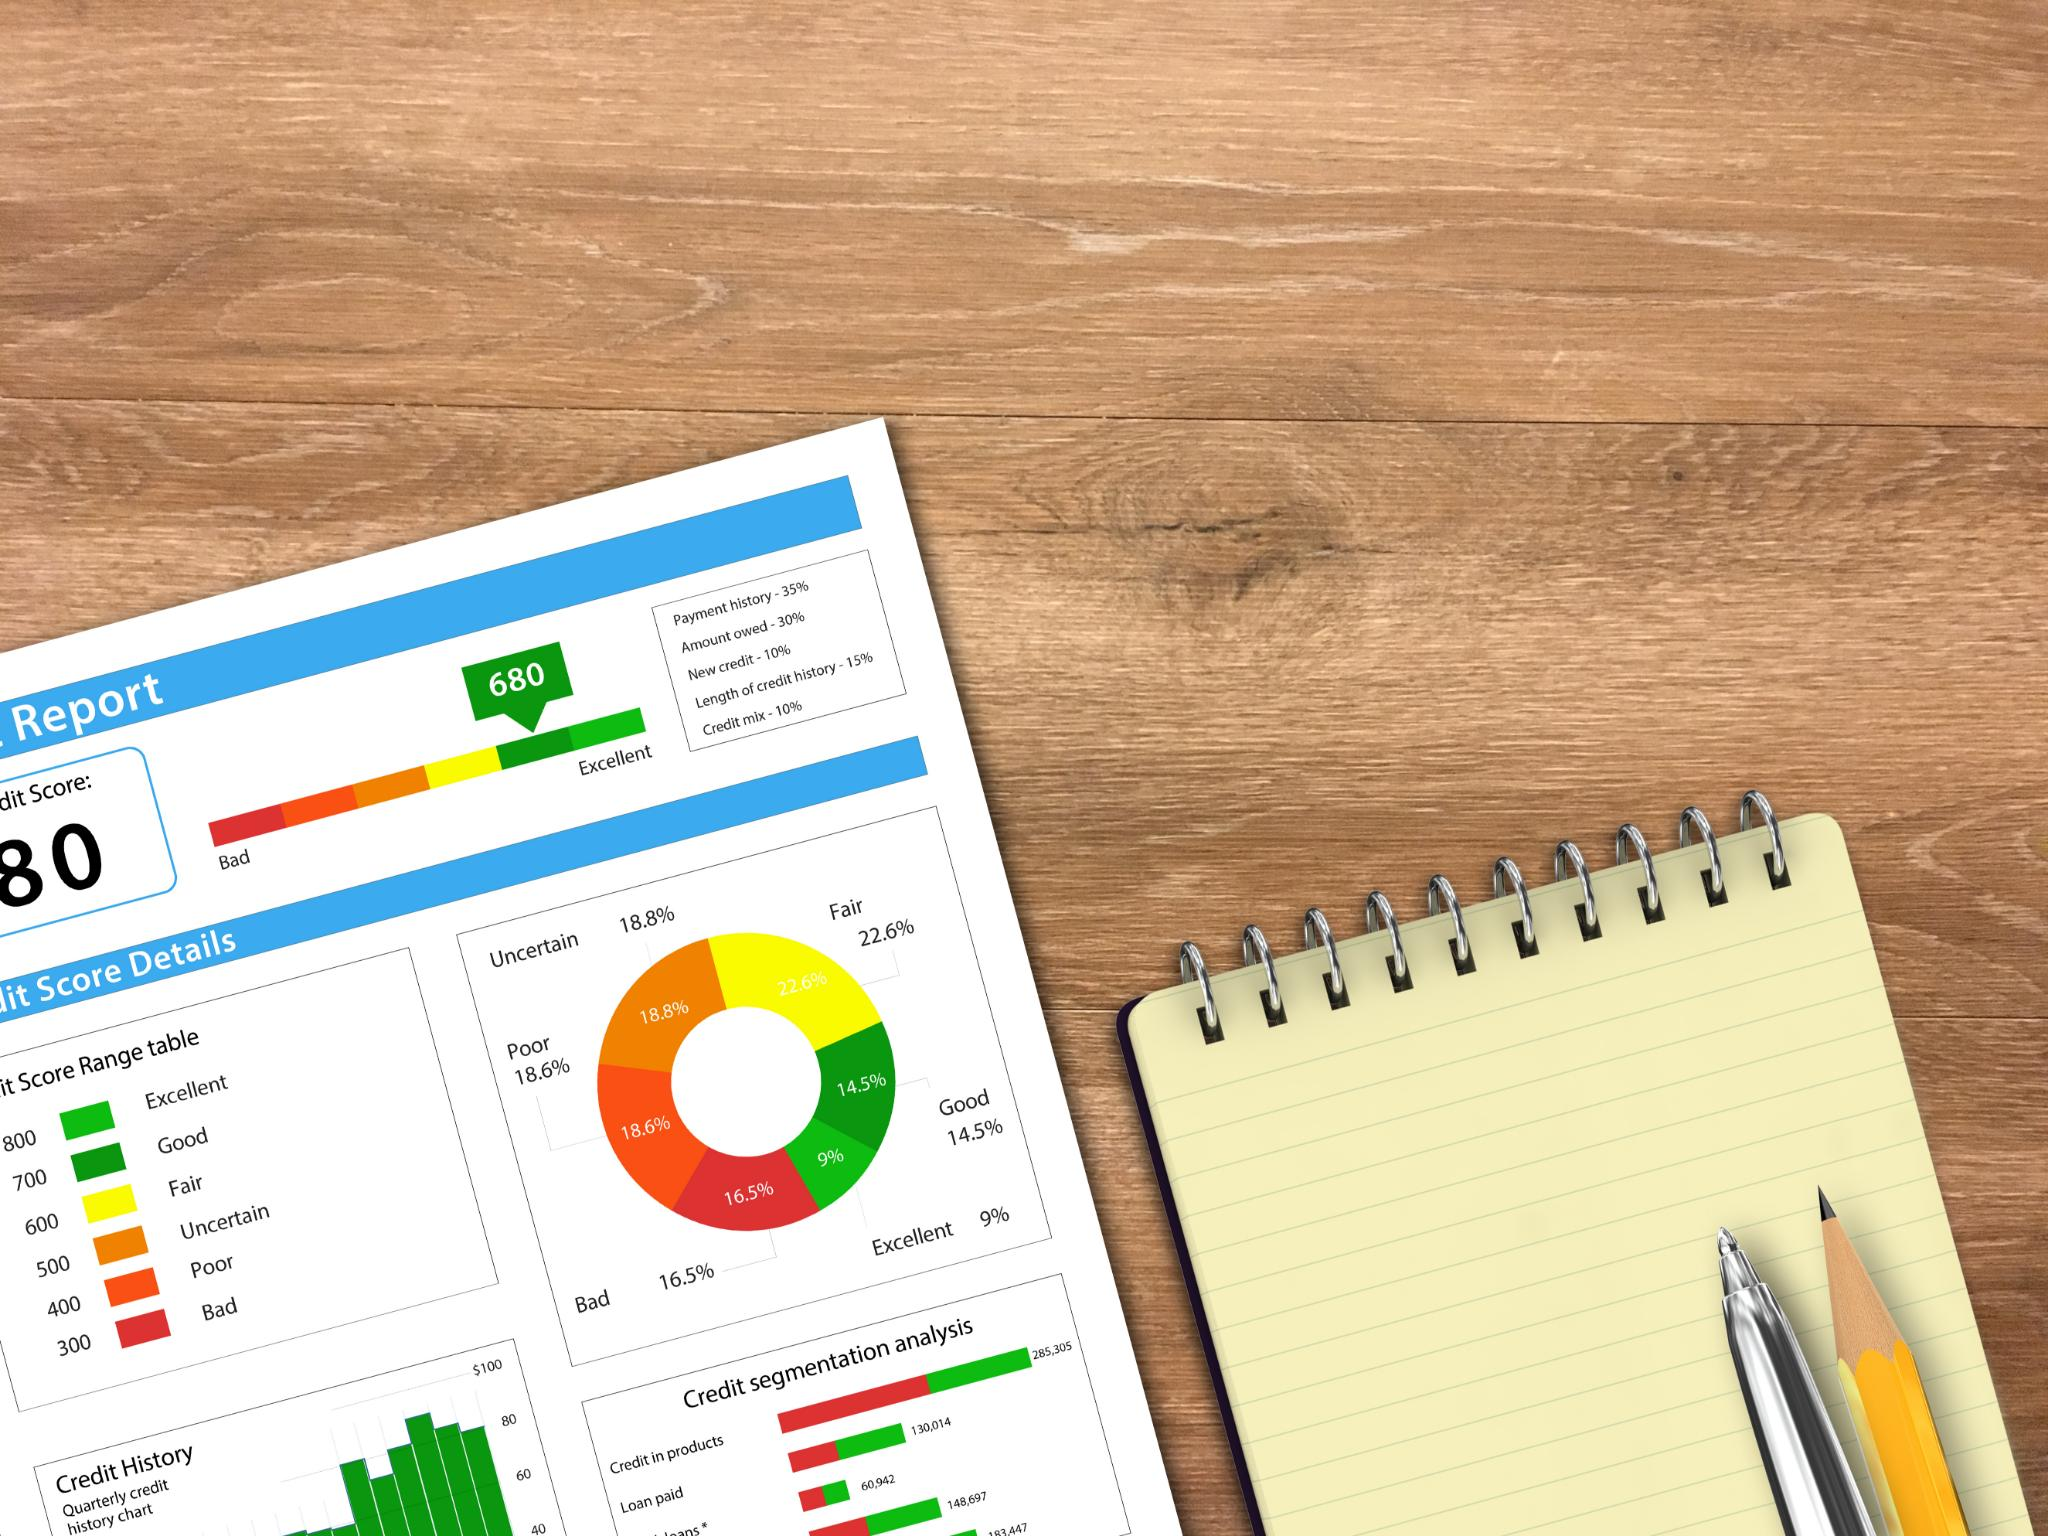 Report
680
Bad
Excellent
Payment history - 35%
Amount owed - 30%
New credit - 10%
Length of credit history - 15%
Credit mix - 10%
dit Score:
80
dit Score Details
it Score Range table
800
Excellent
700
Good
600
Fair
500
Uncertain
400
Poor
300
Bad
Uncertain 18.8%
Fair
22.6%
Poor
18.6%
Good
14.5%
Excellent 9%
Bad 16.5%
18.8%
22.6%
14.5%
9%
16.5%
18.6%
Credit History
Quarterly credit
history chart
$100
80
60
40
Credit segmentation analysis
285,305
Credit in products
130,014
Loan paid
60,942
loans *
148,697
183,447